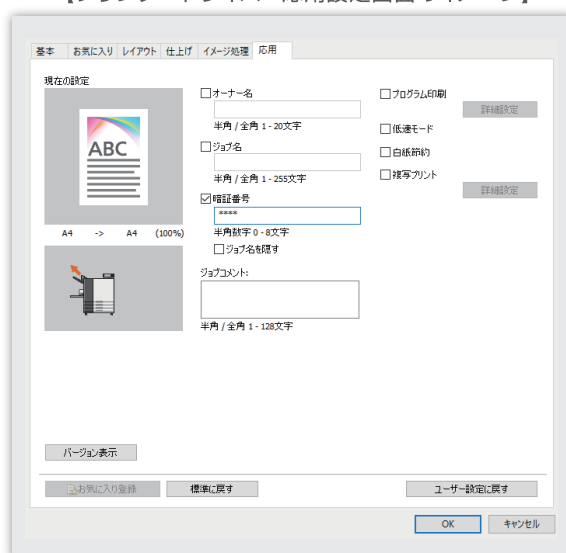 基本 お気に入り レイアウト 仕上げ イメージ処理 応用
現在の設定
ABC
A4 -> A4 (100%)
オーナー名
半角 / 全角 1 - 20文字
ジョブ名
半角 / 全角 1 - 255文字
暗証番号
****
半角数字 0 - 8文字
ジョブ名を隠す
ジョブコメント:
半角 / 全角 1 - 128文字
プログラム印刷
詳細設定
低速モード
白紙節約
複写プリント
詳細設定
バージョン表示
お気に入り登録 標準に戻す ユーザー設定に戻す
OK キャンセル